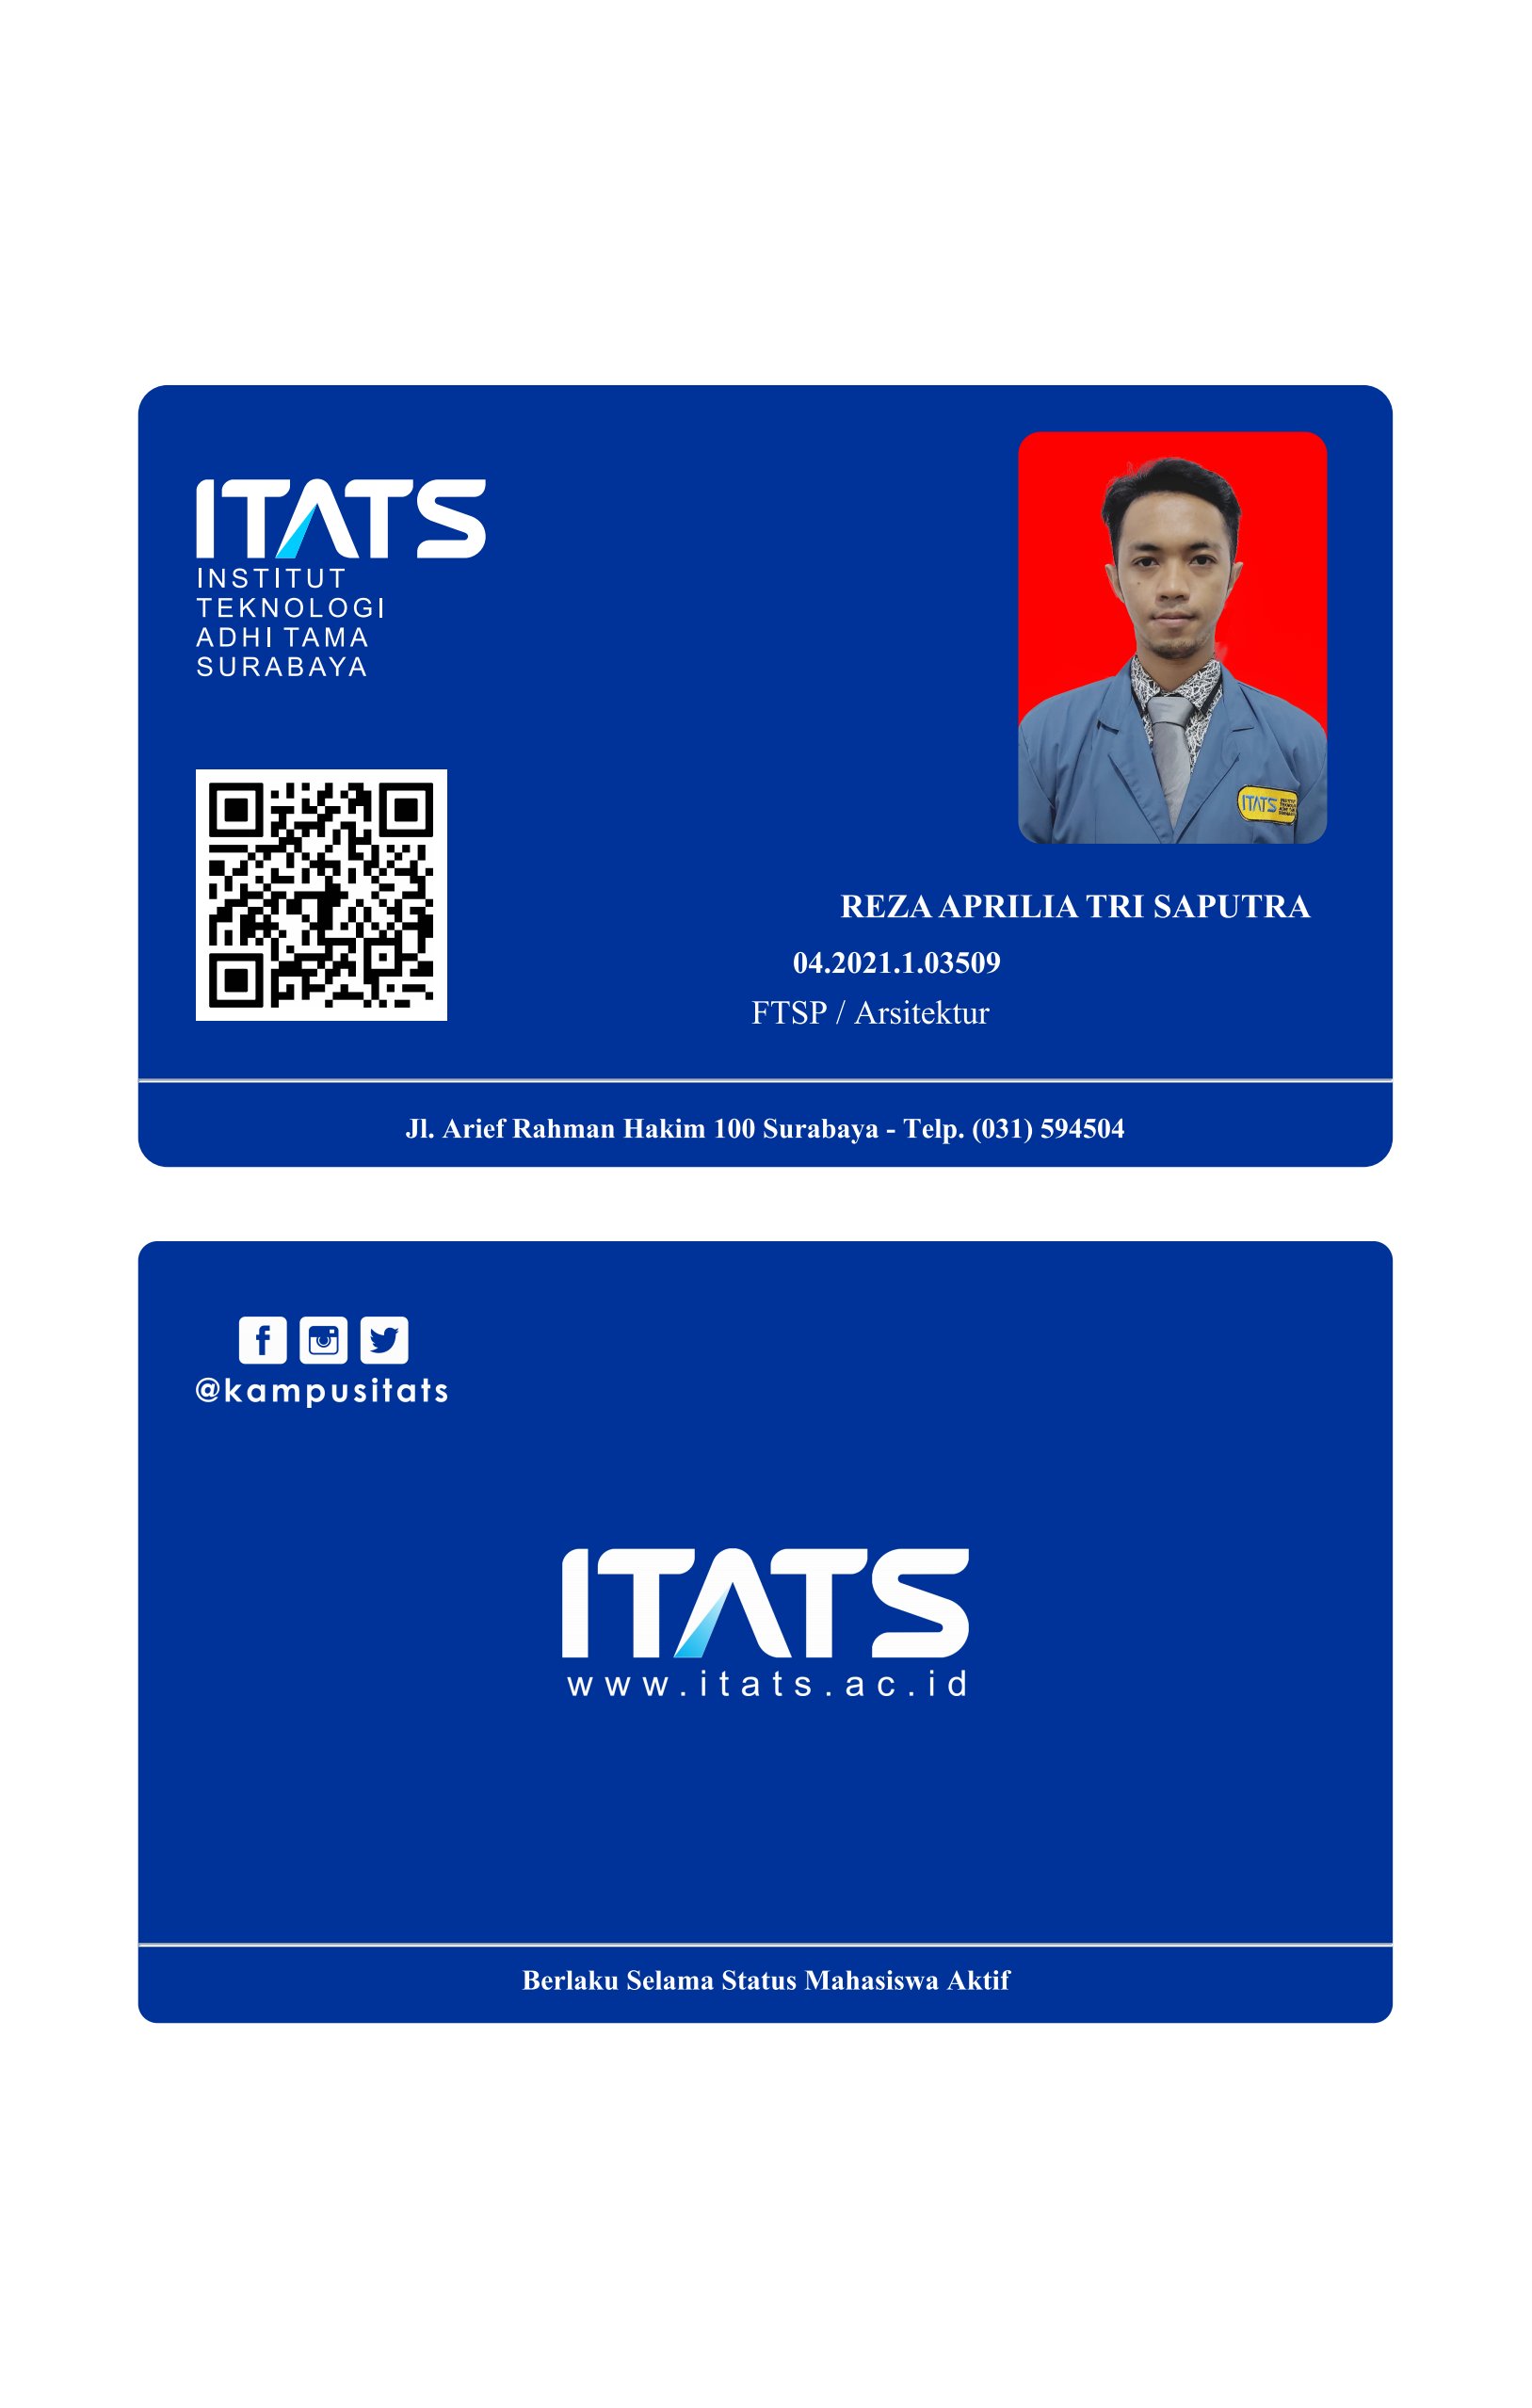 ITATS
INSTITUT
TEKNOLOGI
ADHI TAMA
SURABAYA
ITATS
REZA APRILIA TRI SAPUTRA
04.2021.1.03509
FTSP / Arsitektur
Jl. Arief Rahman Hakim 100 Surabaya - Telp. (031) 594504
@kampusitats
ITATS
www.itats.ac.id
Berlaku Selama Status Mahasiswa Aktif